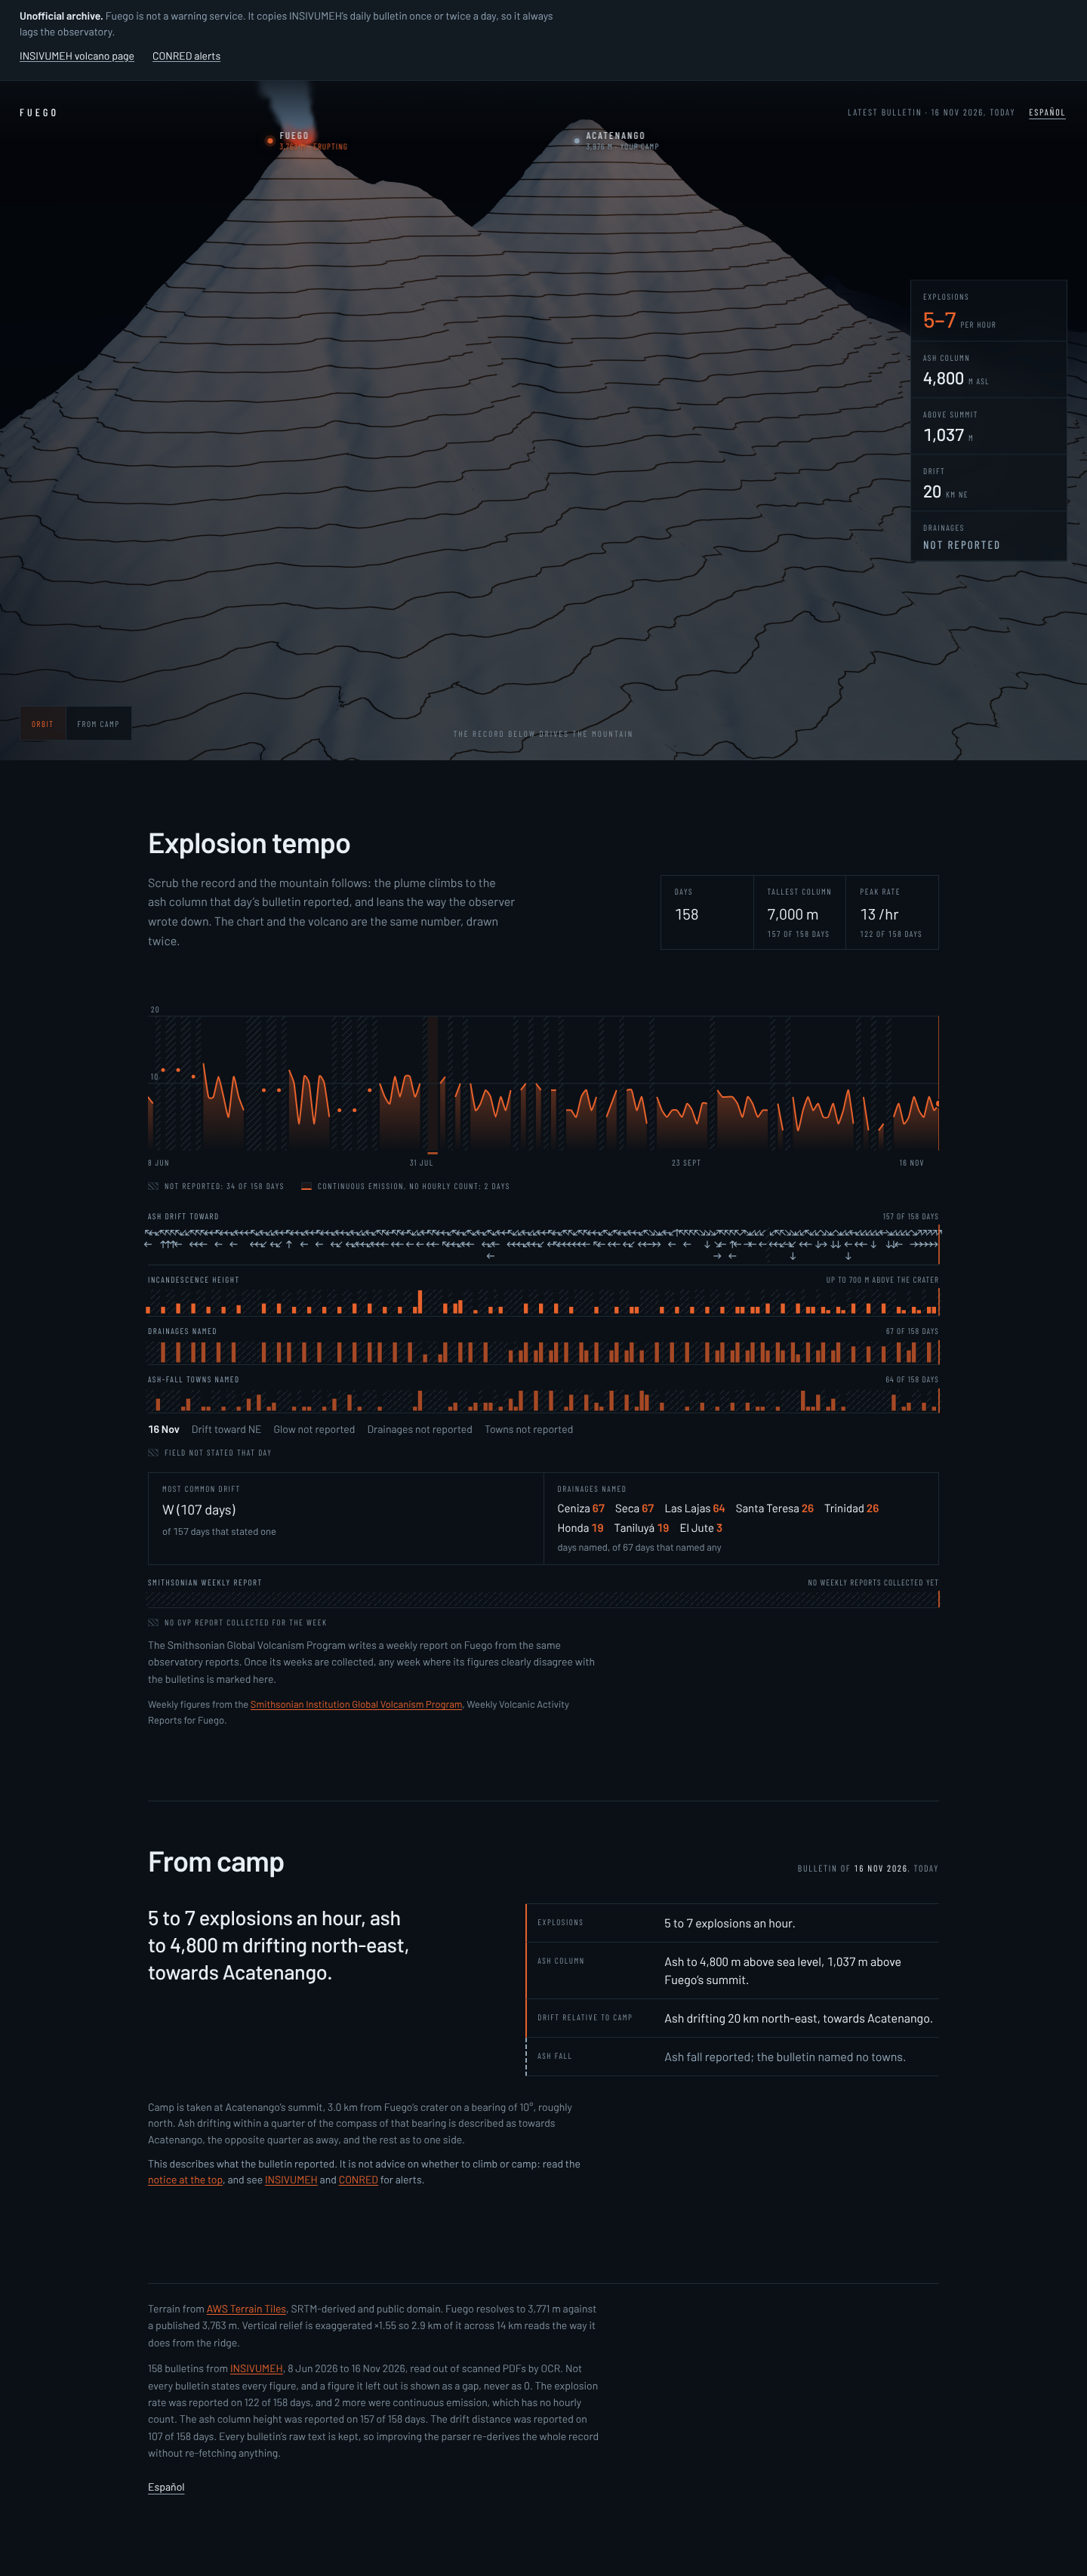 Unofficial archive. Fuego is not a warning service. It copies INSIVUMEH's daily bulletin once or twice a day, so it always
lags the observatory.
INSIVUMEH volcano page CONRED alerts
FUEGO
LATEST BULLETIN · 16 NOV 2026, TODAY ESPAÑOL
FUEGO
ACATENANGO
3,976 M · YOUR CAMP
EXPLOSIONS
5–7 PER HOUR
ASH COLUMN
4,800 M ASL
ABOVE SUMMIT
1,037 M
DRIFT
20 KM NE
DRAINAGES
NOT REPORTED
ORBIT FROM CAMP
THE RECORD BELOW DRIVES THE MOUNTAIN
Explosion tempo
Scrub the record and the mountain follows: the plume climbs to the
ash column that day's bulletin reported, and leans the way the observer
wrote down. The chart and the volcano are the same number, drawn
twice.
DAYS
158
TALLEST COLUMN
7,000 m
157 OF 158 DAYS
PEAK RATE
13 /hr
122 OF 158 DAYS
20
10
8 JUN 31 JUL 23 SEPT 16 NOV
NOT REPORTED: 34 OF 158 DAYS CONTINUOUS EMISSION, NO HOURLY COUNT: 2 DAYS
ASH DRIFT TOWARD 157 OF 158 DAYS
INCANDESCENCE HEIGHT UP TO 700 M ABOVE THE CRATER
DRAINAGES NAMED 67 OF 158 DAYS
ASH-FALL TOWNS NAMED 64 OF 158 DAYS
16 Nov Drift toward NE Glow not reported Drainages not reported Towns not reported
FIELD NOT STATED THAT DAY
MOST COMMON DRIFT
W (107 days)
of 157 days that stated one
DRAINAGES NAMED
Ceniza 67 Seca 67 Las Lajas 64 Santa Teresa 26 Trinidad 26
Honda 19 Taniluyá 19 El Jute 3
days named, of 67 days that named any
SMITHSONIAN WEEKLY REPORT NO WEEKLY REPORTS COLLECTED YET
NO GVP REPORT COLLECTED FOR THE WEEK
The Smithsonian Global Volcanism Program writes a weekly report on Fuego from the same
observatory reports. Once its weeks are collected, any week where its figures clearly disagree with
the bulletins is marked here.
Weekly figures from the Smithsonian Institution Global Volcanism Program, Weekly Volcanic Activity
Reports for Fuego.
From camp
BULLETIN OF 16 NOV 2026, TODAY
5 to 7 explosions an hour, ash
to 4,800 m drifting north-east,
towards Acatenango.
EXPLOSIONS 5 to 7 explosions an hour.
ASH COLUMN Ash to 4,800 m above sea level, 1,037 m above
Fuego's summit.
DRIFT RELATIVE TO CAMP Ash drifting 20 km north-east, towards Acatenango.
ASH FALL Ash fall reported; the bulletin named no towns.
Camp is taken at Acatenango's summit, 3.0 km from Fuego's crater on a bearing of 10°, roughly
north. Ash drifting within a quarter of the compass of that bearing is described as towards
Acatenango, the opposite quarter as away, and the rest as to one side.
This describes what the bulletin reported. It is not advice on whether to climb or camp: read the
notice at the top, and see INSIVUMEH and CONRED for alerts.
Terrain from AWS Terrain Tiles, SRTM-derived and public domain. Fuego resolves to 3,771 m against
a published 3,763 m. Vertical relief is exaggerated ×1.55 so 2.9 km of it across 14 km reads the way it
does from the ridge.
158 bulletins from INSIVUMEH, 8 Jun 2026 to 16 Nov 2026, read out of scanned PDFs by OCR. Not
every bulletin states every figure, and a figure it left out is shown as a gap, never as 0. The explosion
rate was reported on 122 of 158 days, and 2 more were continuous emission, which has no hourly
count. The ash column height was reported on 157 of 158 days. The drift distance was reported on
107 of 158 days. Every bulletin's raw text is kept, so improving the parser re-derives the whole record
without re-fetching anything.
Español